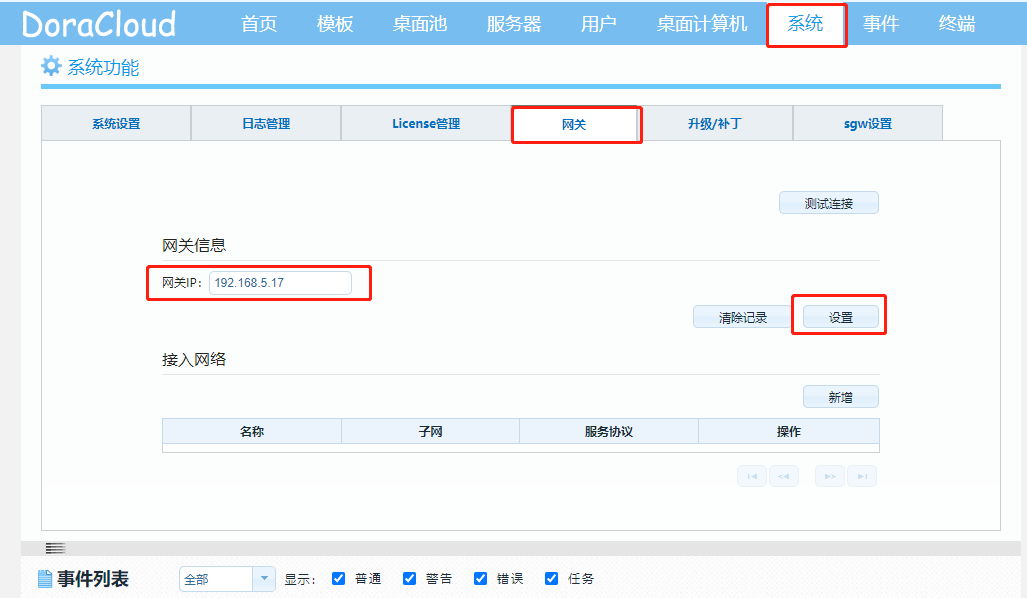 DoraCloud 首页 模板 桌面池 服务器 用户 桌面计算机 系统 事件 终端
系统功能
系统设置 日志管理 License管理 网关 升级/补丁 sgw设置
测试连接
网关信息
网关IP: 192.168.5.17
清除记录 设置
接入网络
新增
名称 子网 服务协议 操作
事件列表 全部 显示: 普通 警告 错误 任务